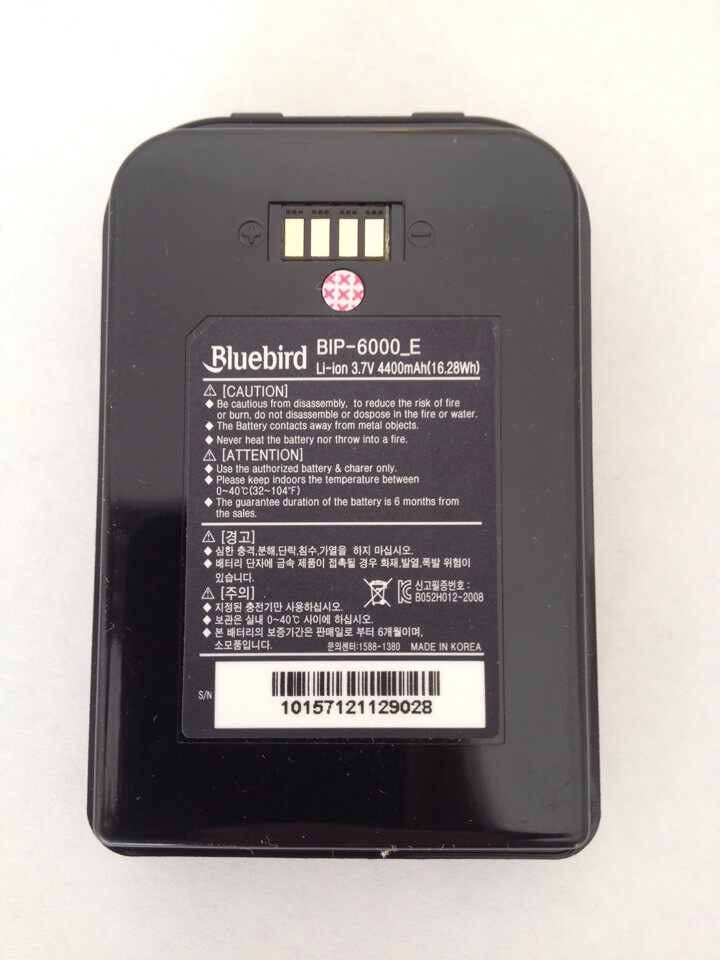 Bluebird BIP-6000_E
Li-ion 3.7V 4400mAh(16.28Wh)
⚠ [CAUTION]
◆ Be cautious from disassembly, to reduce the risk of fire
or burn, do not disassemble or dospose in the fire or water.
◆ The Battery contacts away from metal objects.
◆ Never heat the battery nor throw into a fire.
⚠ [ATTENTION]
◆ Use the authorized battery & charer only.
◆ Please keep indoors the temperature between
0~40℃(32~104°F)
◆ The guarantee duration of the battery is 6 months from
the sales.
⚠ [경고]
◆ 심한 충격,분해,단락,침수,가열을 하지 마십시오.
◆ 배터리 단자에 금속 제품이 접촉될 경우 화재,발열,폭발 위험이
있습니다.
⚠ [주의]
◆ 지정된 충전기만 사용하십시오.
◆ 보관은 실내 0~40℃ 사이에 하십시오.
◆ 본 배터리의 보증기간은 판매일로 부터 6개월이며,
소모품입니다.
신고필증번호 :
B052H012-2008
문의센터:1588-1380 MADE IN KOREA
S/N
10157121129028